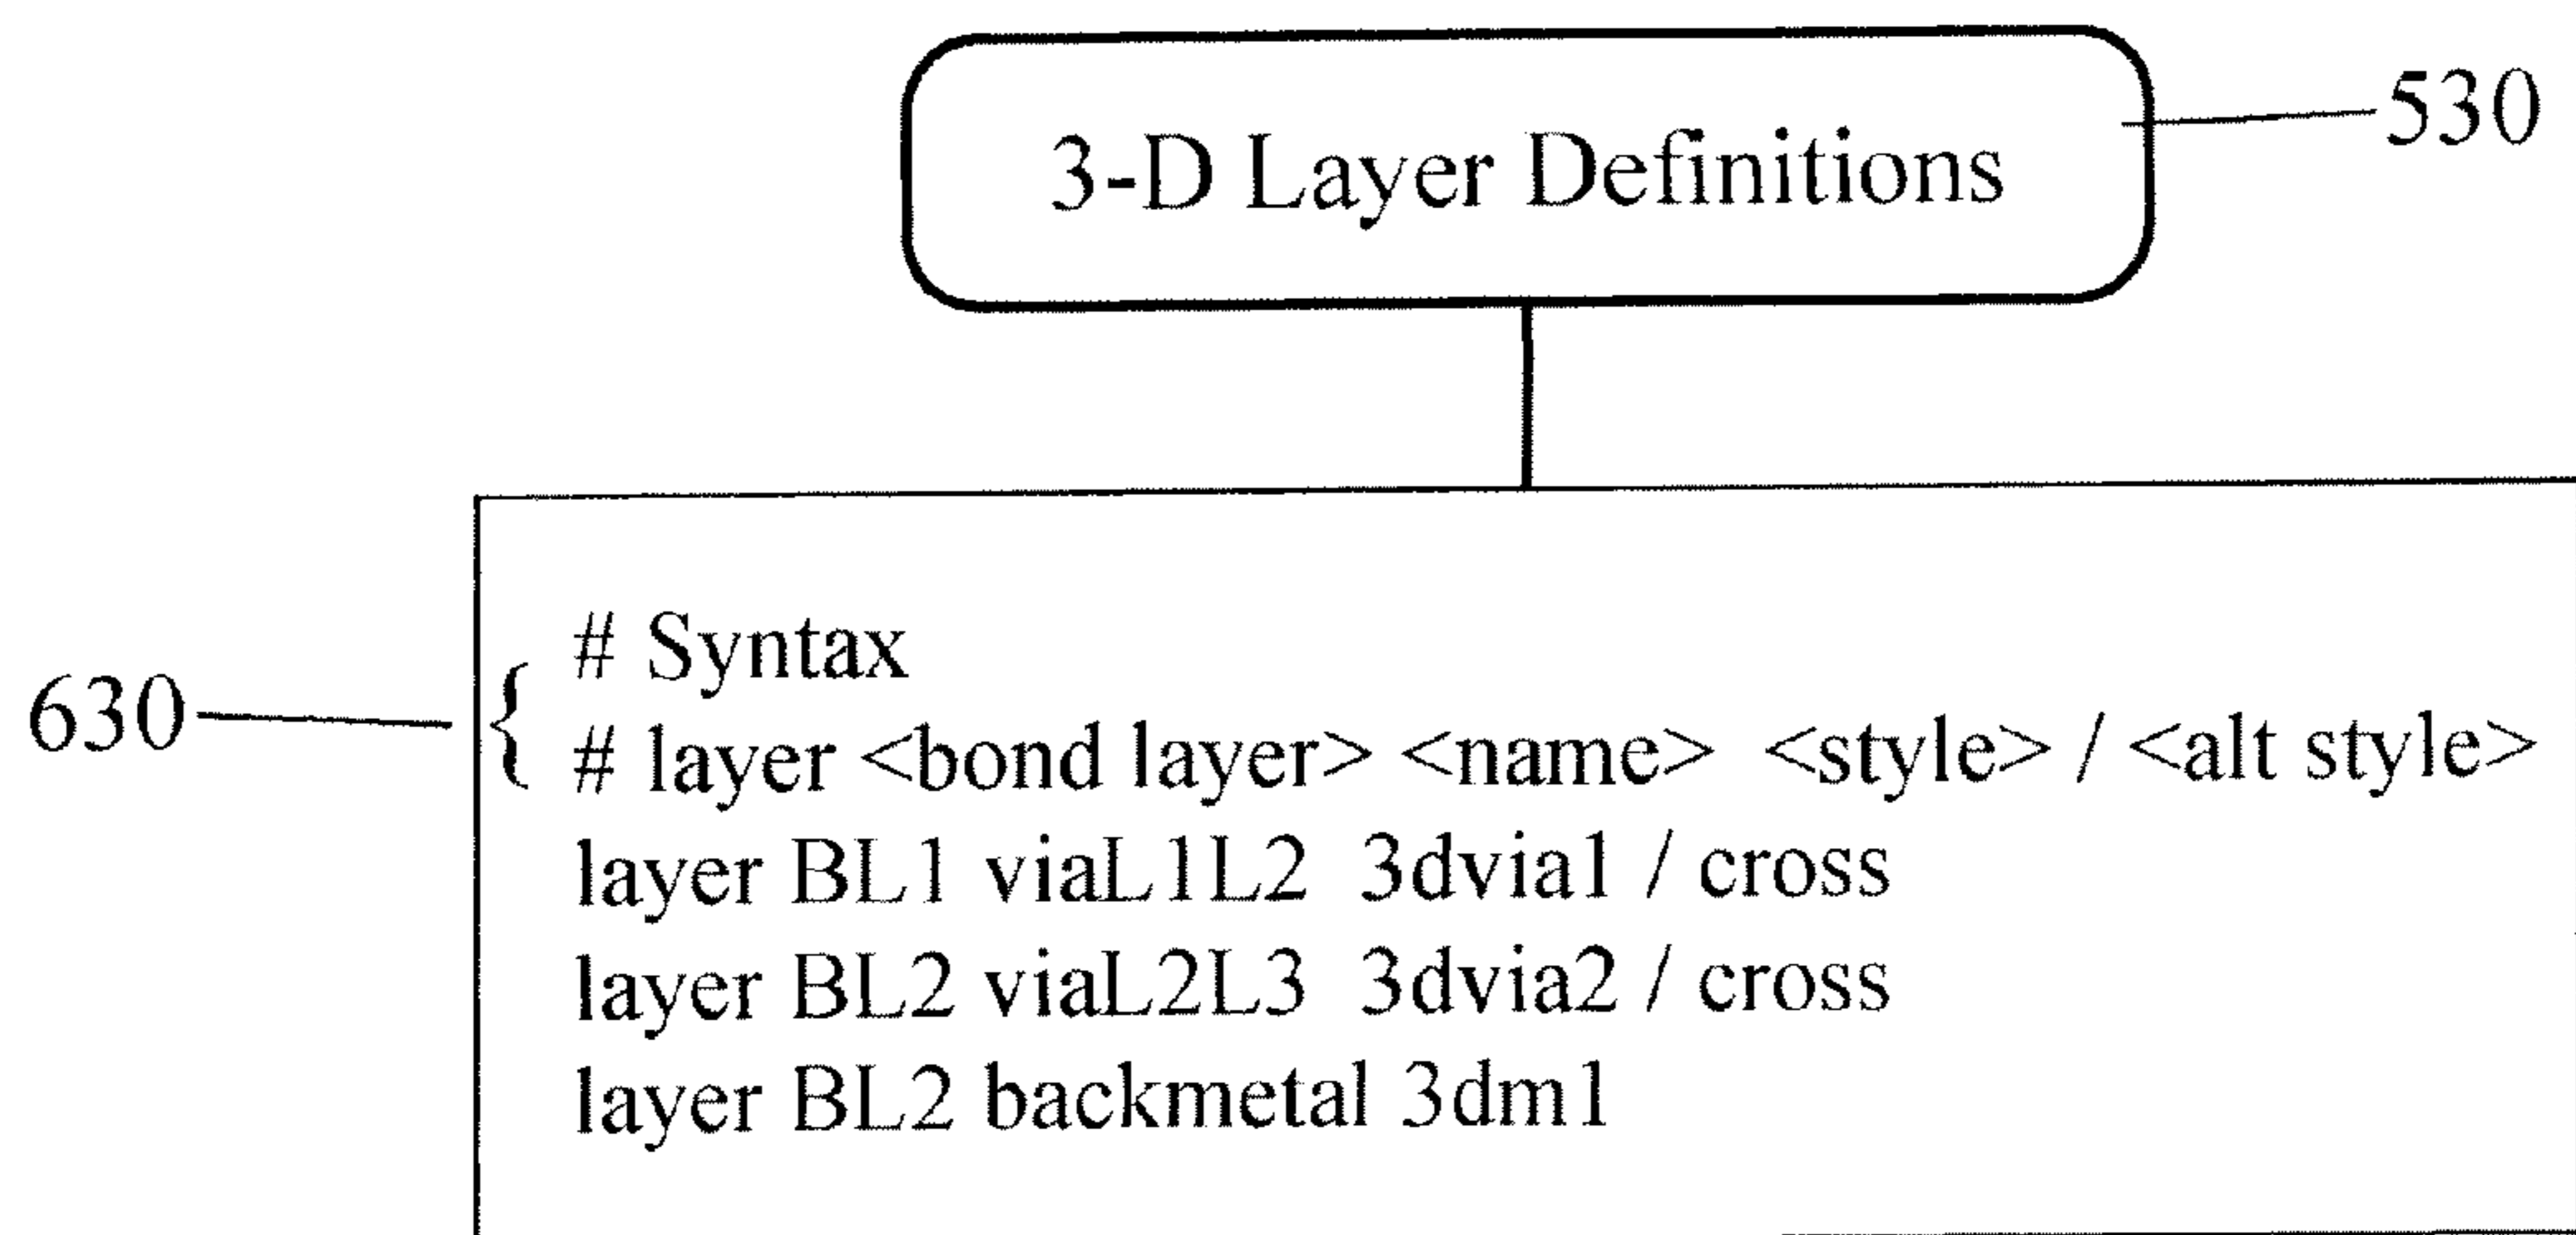 3-D Layer Definitions
530
630
# Syntax
# layer <bond layer> <name> <style> / <alt style>
layer BL1 viaL1L2 3dvia1 / cross
layer BL2 viaL2L3 3dvia2 / cross
layer BL2 backmetal 3dm1